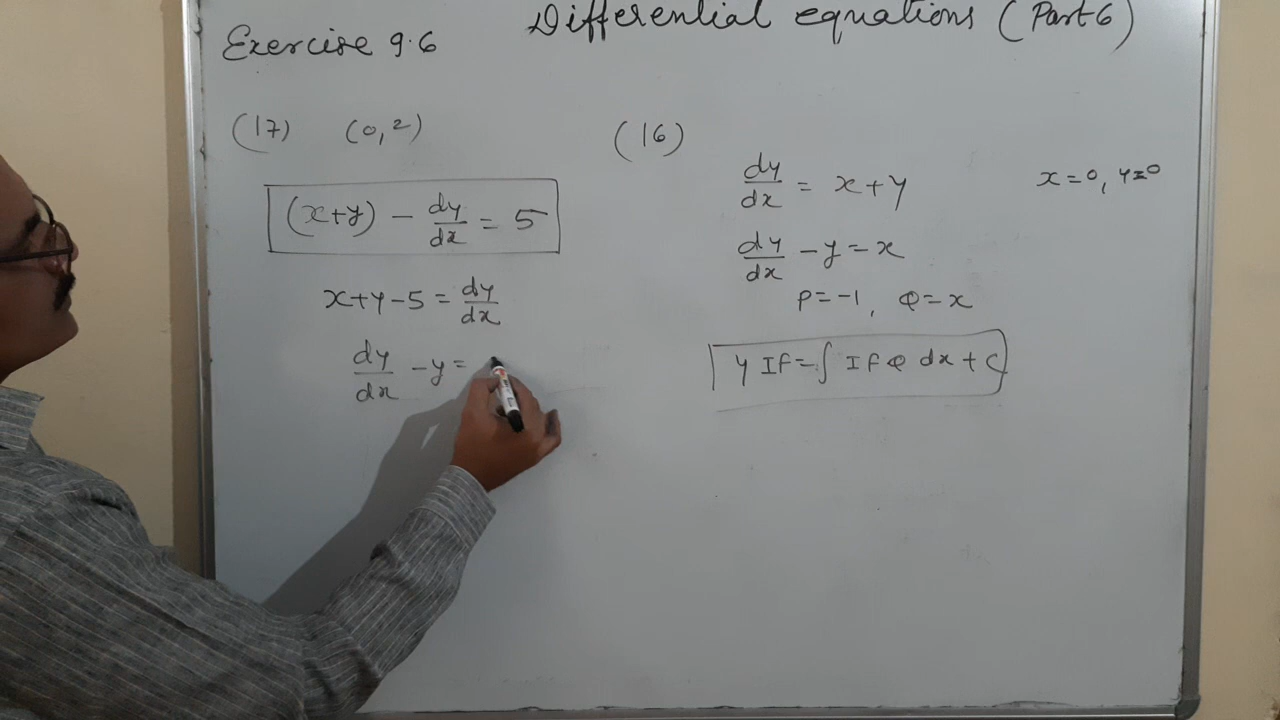 Differential equations (Part 6)
Exercise 9.6
(17) (0, 2)
(x+y) - dy/dx = 5
x+y-5 = dy/dx
dy/dx - y =
(16)
dy/dx = x+y x=0, y=0
dy/dx - y = x
P=-1, Q=x
y IF = ∫ IF Q dx + C